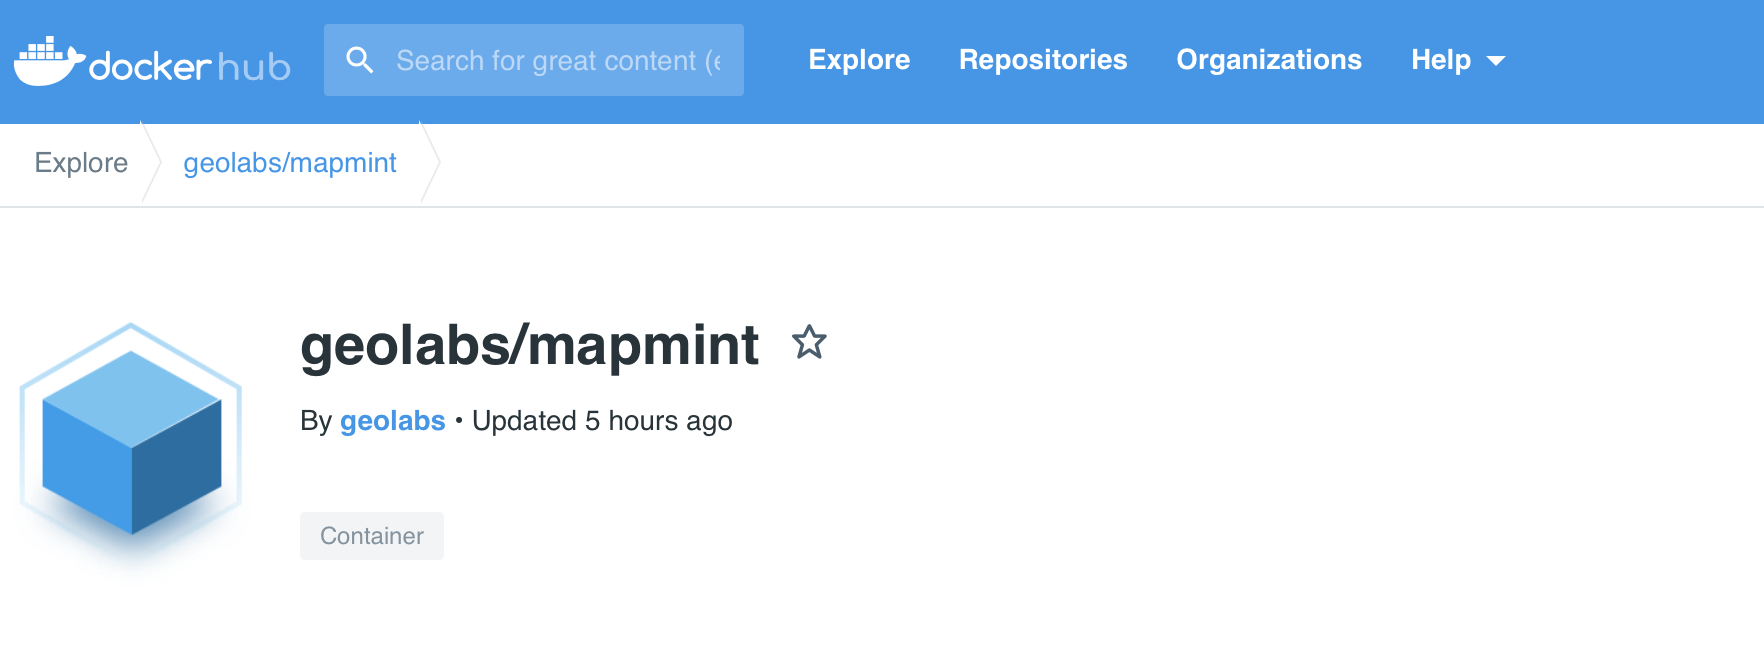 docker hub
Search for great content (e
Explore
Repositories
Organizations
Help
Explore
geolabs/mapmint
geolabs/mapmint
By geolabs • Updated 5 hours ago
Container